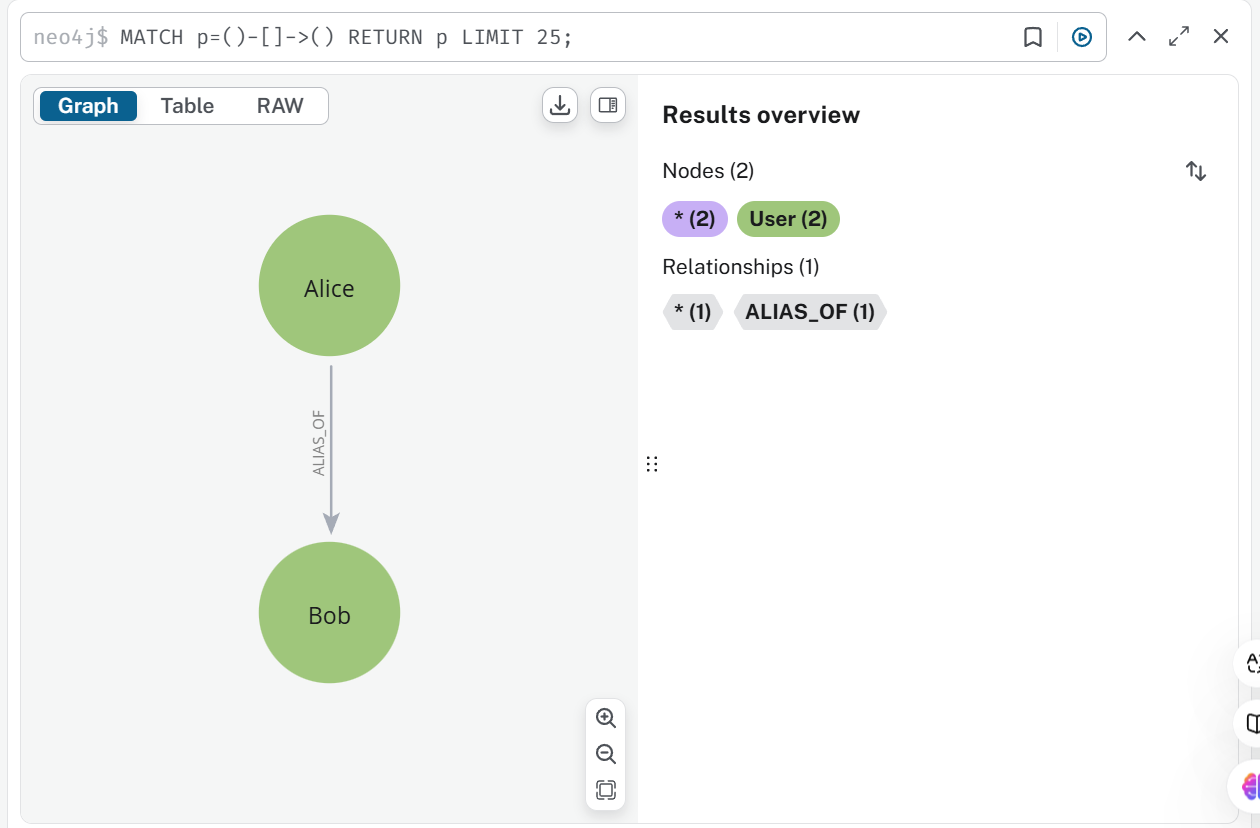 neo4j$ MATCH p=()-[]->() RETURN p LIMIT 25;
Graph Table RAW
Results overview
Nodes (2)
* (2) User (2)
Relationships (1)
* (1) ALIAS_OF (1)
Alice
ALIAS_OF
Bob